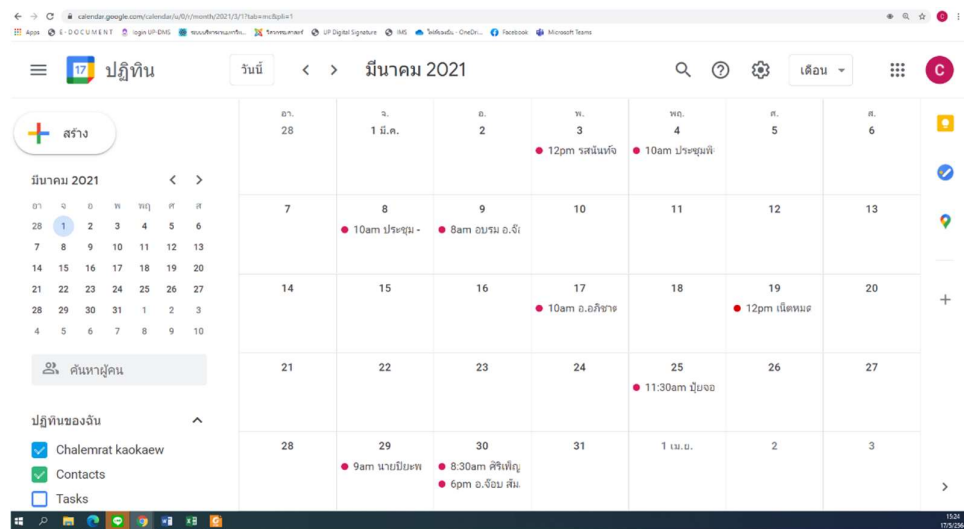 calendar.google.com/calendar/u/0/r/month/2021/3/1?tab=mc&pli=1
Apps E - D O C U M E N T login UP-DMS UP Digital Signature IMS Facebook Microsoft Teams
17 ปฏิทิน วันนี้ มีนาคม 2021 เดือน C
สร้าง
มีนาคม 2021
อา จ อ พ พฤ ศ ส
28 1 2 3 4 5 6
7 8 9 10 11 12 13
14 15 16 17 18 19 20
21 22 23 24 25 26 27
28 29 30 31 1 2 3
4 5 6 7 8 9 10
ค้นหาผู้คน
ปฏิทินของฉัน
Chalemrat kaokaew
Contacts
Tasks
อา. จ. อ. พ. พฤ. ศ. ส.
28 1 มี.ค. 2 3 4 5 6
12pm รสนันท์จ 10am ประชุมพิ
7 8 9 10 11 12 13
10am ประชุม - 8am อบรม อ.จั
14 15 16 17 18 19 20
10am อ.อภิชาต 12pm เน็ตหมด
21 22 23 24 25 26 27
11:30am ปุ้ยจอ
28 29 30 31 1 เม.ย. 2 3
9am นายปิยะพ 8:30am ศิริเพ็ญ
6pm อ.จ๊อบ สัม
15:24